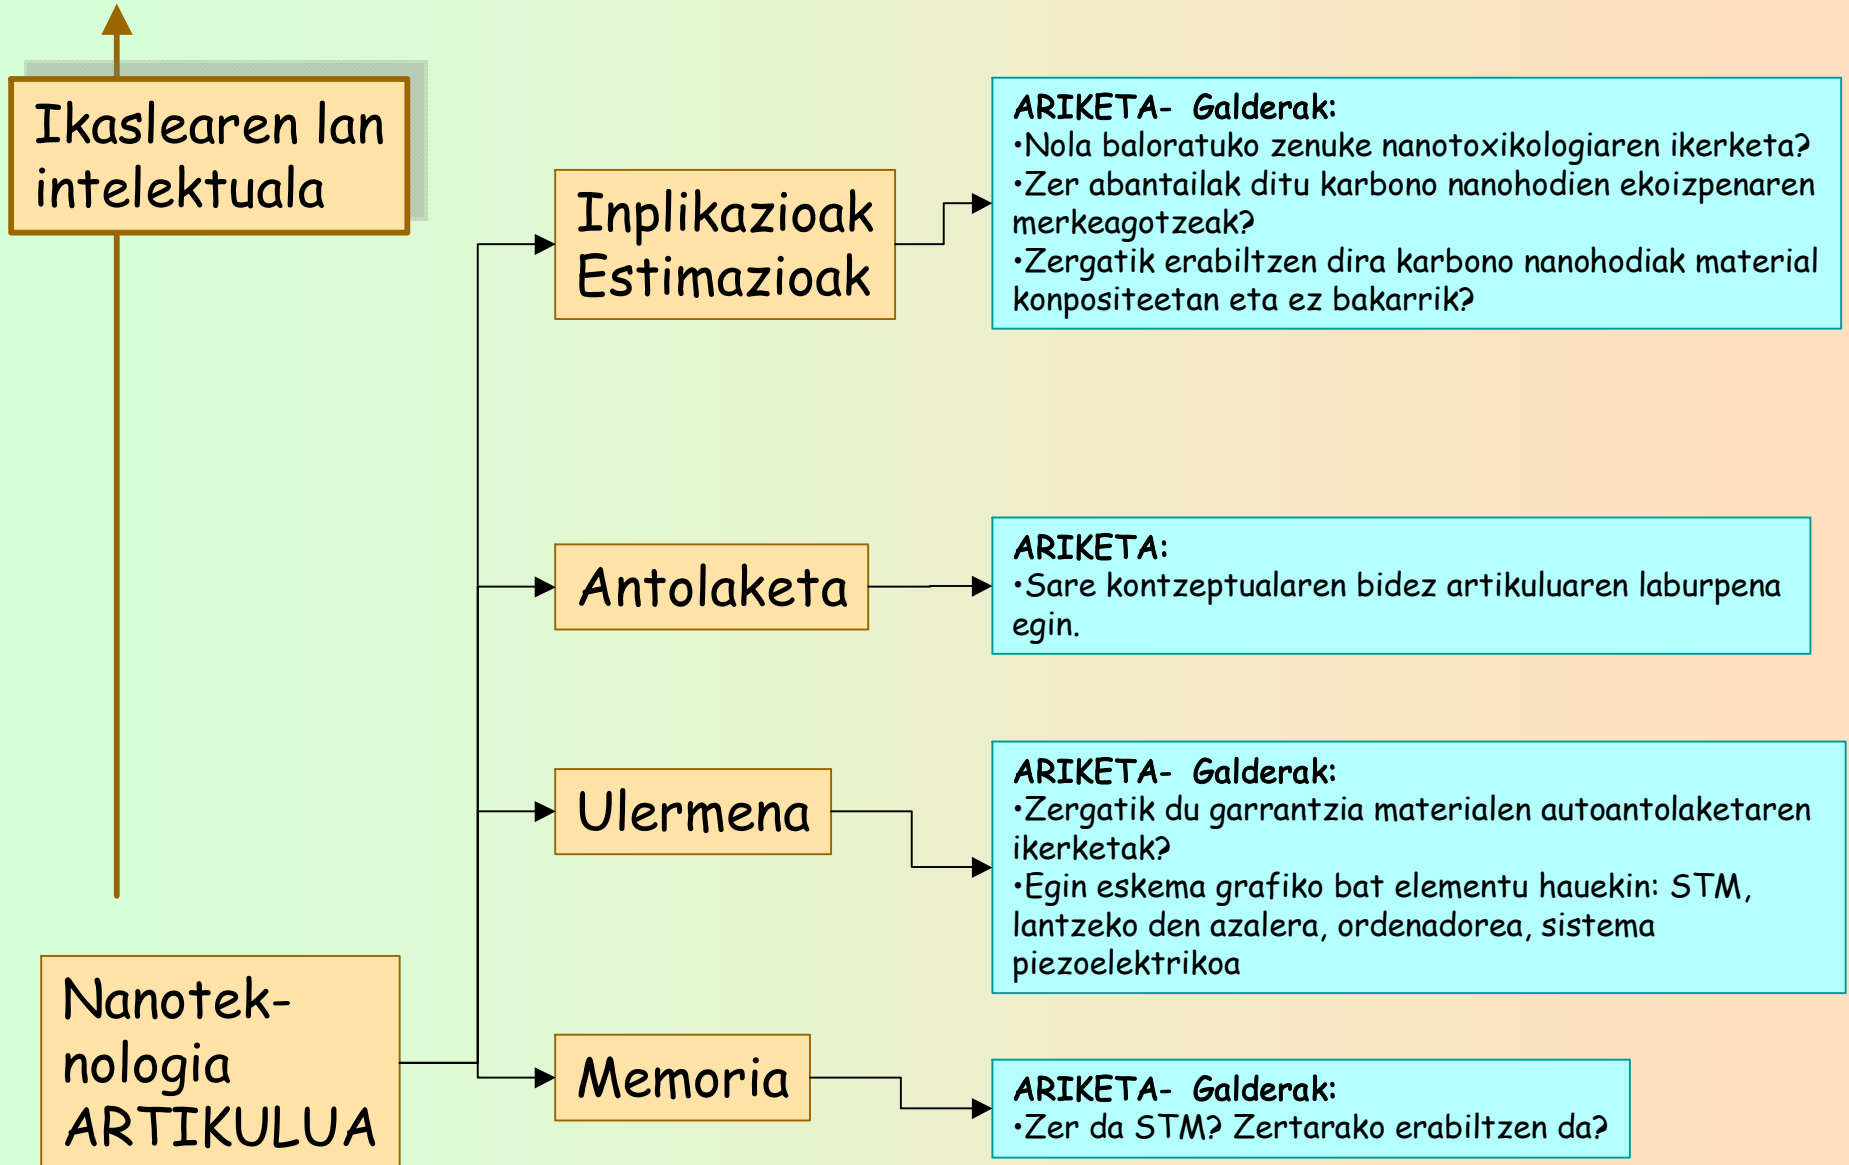 Ikaslearen lan
intelektuala
Inplikazioak
Estimazioak
ARIKETA- Galderak:
•Nola baloratuko zenuke nanotoxikologiaren ikerketa?
•Zer abantailak ditu karbono nanohodien ekoizpenaren
merkeagotzeak?
•Zergatik erabiltzen dira karbono nanohodiak material
konpositeetan eta ez bakarrik?
Antolaketa
ARIKETA:
•Sare kontzeptualaren bidez artikuluaren laburpena
egin.
Ulermena
ARIKETA- Galderak:
•Zergatik du garrantzia materialen autoantolaketaren
ikerketak?
•Egin eskema grafiko bat elementu hauekin: STM,
lantzeko den azalera, ordenadorea, sistema
piezoelektrikoa
Nanotek-
nologia
ARTIKULUA
Memoria
ARIKETA- Galderak:
•Zer da STM? Zertarako erabiltzen da?